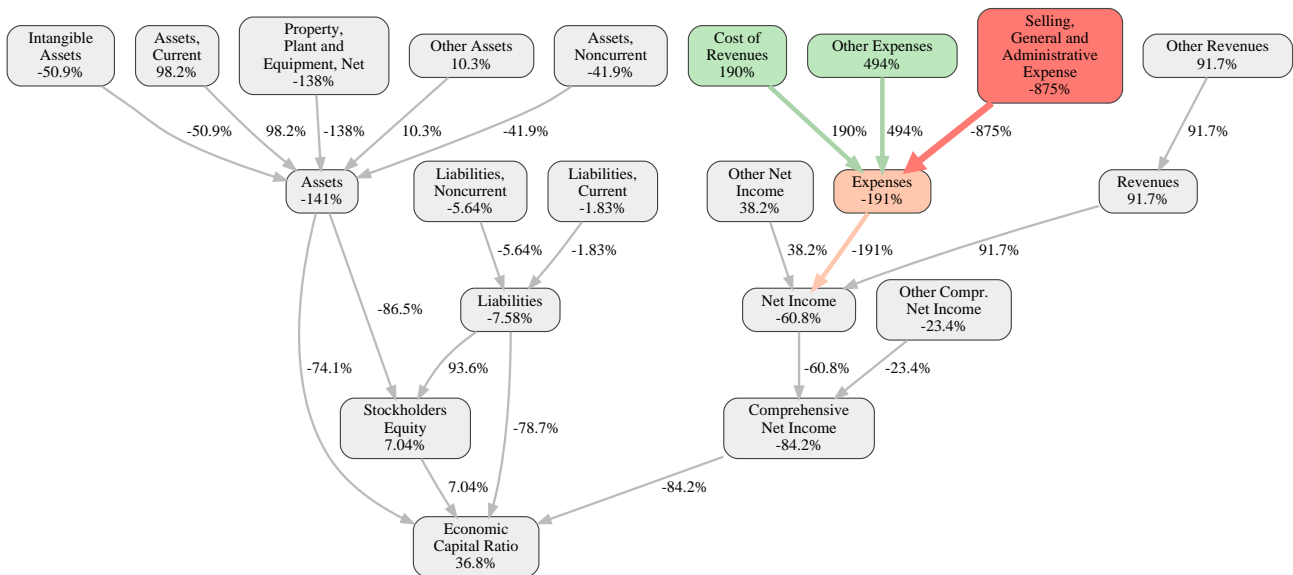 Intangible
Assets
-50.9%
Assets,
Current
98.2%
Property,
Plant and
Equipment, Net
-138%
Other Assets
10.3%
Assets,
Noncurrent
-41.9%
Cost of
Revenues
190%
Other Expenses
494%
Selling,
General and
Administrative
Expense
-875%
Other Revenues
91.7%
-50.9%
98.2%
-138%
10.3%
-41.9%
190%
494%
-875%
91.7%
Assets
-141%
Liabilities,
Noncurrent
-5.64%
Liabilities,
Current
-1.83%
Other Net
Income
38.2%
Expenses
-191%
Revenues
91.7%
-5.64%
-1.83%
38.2%
-191%
91.7%
-86.5%
Liabilities
-7.58%
Net Income
-60.8%
Other Compr.
Net Income
-23.4%
-74.1%
93.6%
-60.8%
-23.4%
Stockholders
Equity
7.04%
-78.7%
Comprehensive
Net Income
-84.2%
7.04%
-84.2%
Economic
Capital Ratio
36.8%